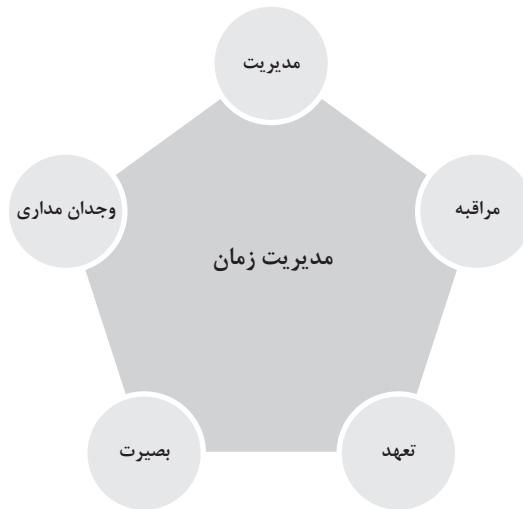 مدیریت
مراقبه
وجدان مداری
مدیریت زمان
تعهد
بصیرت